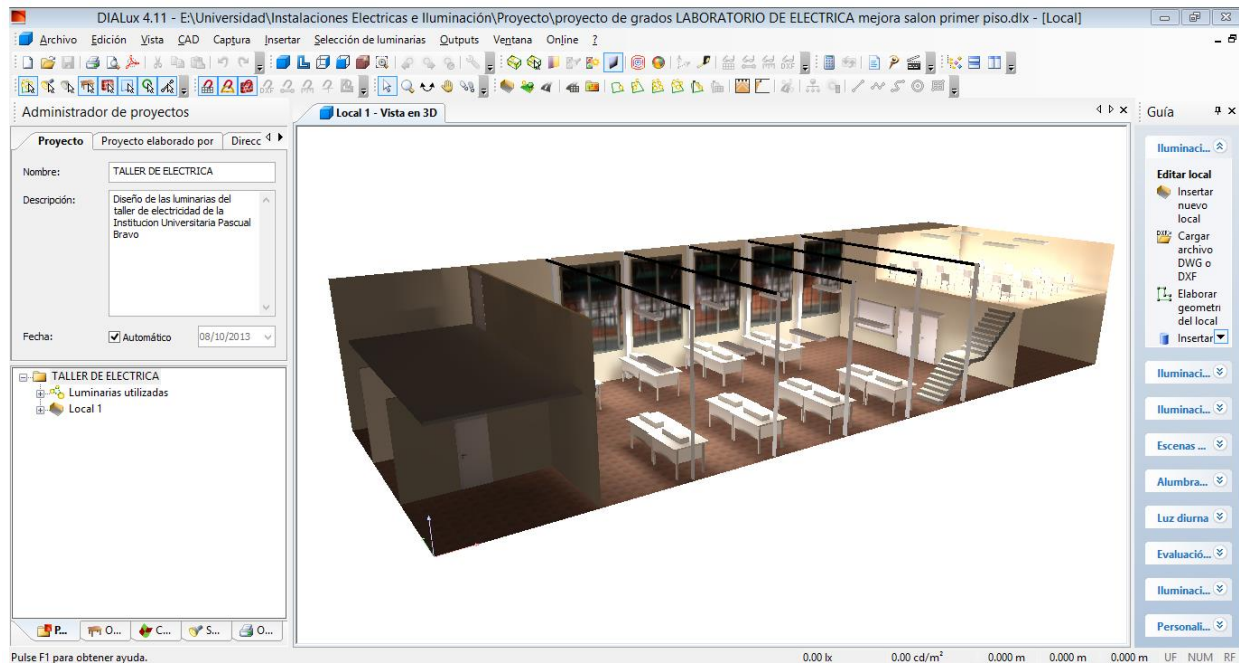 DIALux 4.11 - E:\Universidad\Instalaciones Electricas e Iluminación\Proyecto\proyecto de grados LABORATORIO DE ELECTRICA mejora salon primer piso.dlx - [Local]
Archivo Edición Vista CAD Captura Insertar Selección de luminarias Outputs Ventana Online ?
Administrador de proyectos
Proyecto Proyecto elaborado por Direcc
Nombre: TALLER DE ELECTRICA
Descripción: Diseño de las luminarias del
taller de electricidad de la
Institucion Universitaria Pascual
Bravo
Fecha: Automático 08/10/2013
TALLER DE ELECTRICA
Luminarias utilizadas
Local 1
P... O... C... S... O...
Local 1 - Vista en 3D
Guía
Iluminaci...
Editar local
Insertar
nuevo
local
Cargar
archivo
DWG o
DXF
Elaborar
geometri
del local
Insertar
Iluminaci...
Iluminaci...
Escenas ...
Alumbra...
Luz diurna
Evaluació...
Iluminaci...
Personali...
Pulse F1 para obtener ayuda. 0.00 lx 0.00 cd/m² 0.000 m 0.000 m 0.000 m UF NUM RF